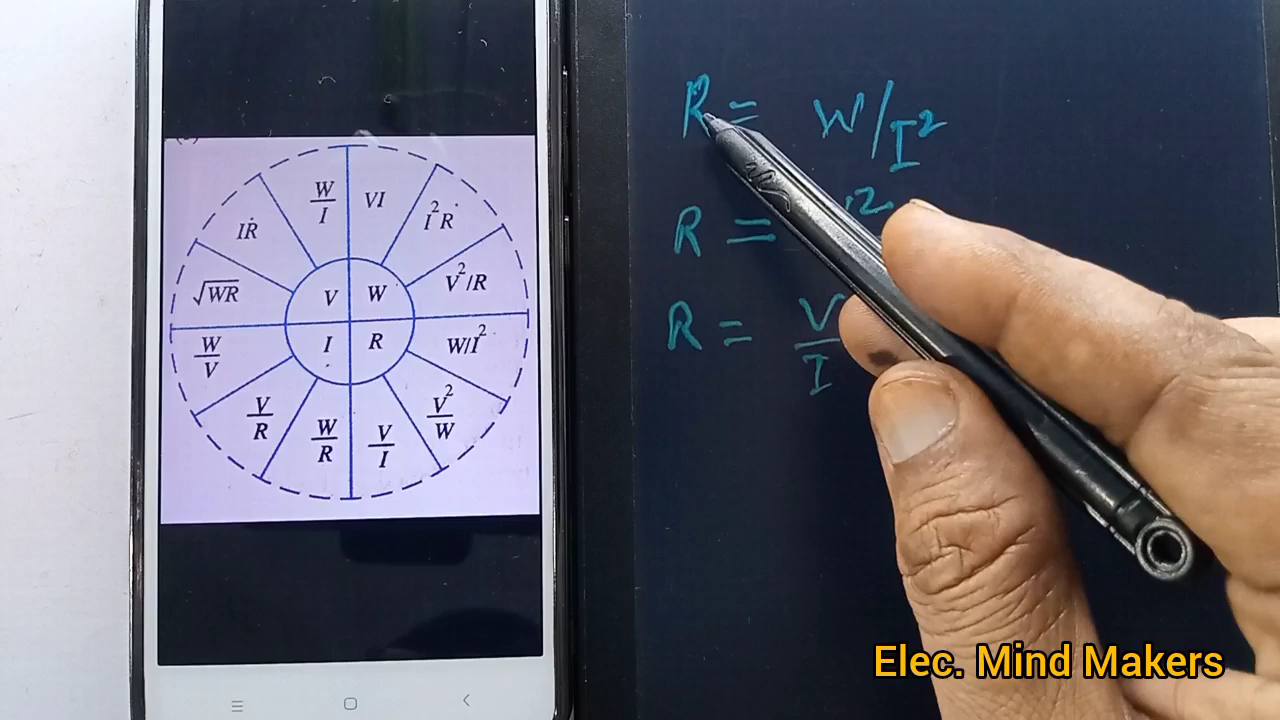 W/I
VI
I²R
IR
V²/R
√WR
V
W
I
R
W/I²
W/V
V²/W
V/R
W/R
V/I
R = W/I²
R =
R = V/I
Elec. Mind Makers